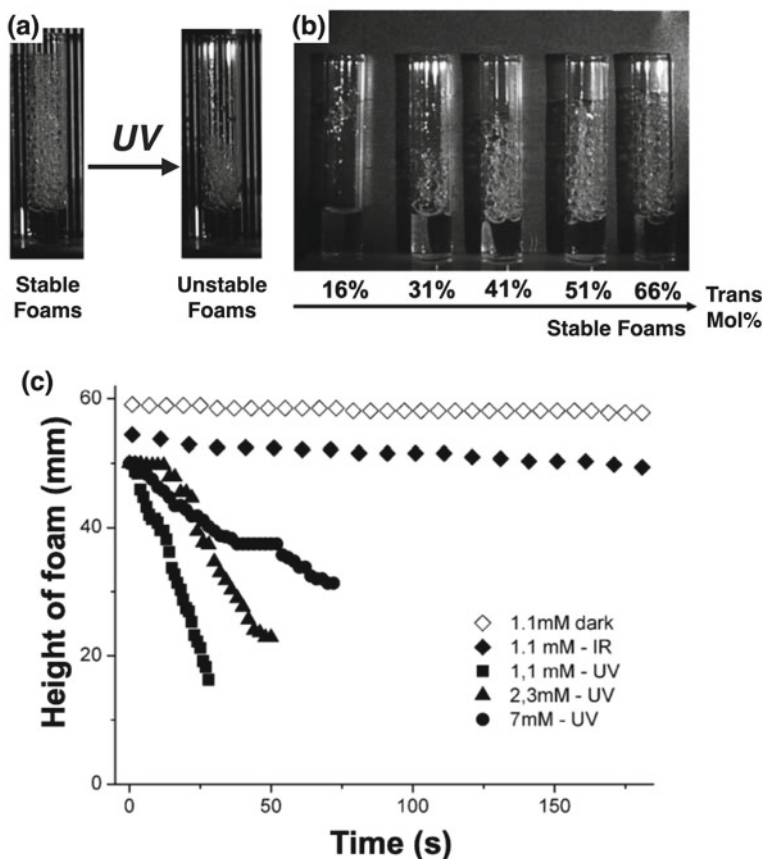 (a)
UV
Stable
Foams
Unstable
Foams
(b)
16% 31% 41% 51% 66% Trans
Mol%
Stable Foams
(c)
Height of foam (mm)
60
40
20
0
1.1mM dark
1.1 mM - IR
1,1 mM - UV
2,3mM - UV
7mM - UV
0 50 100 150
Time (s)